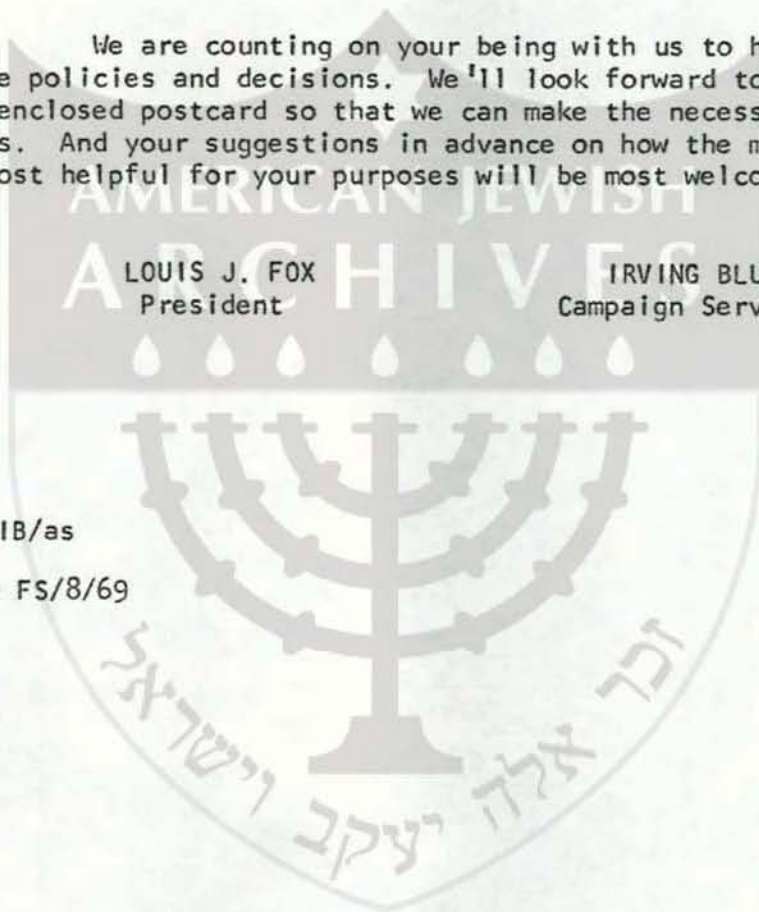 We are counting on your being with us to h
e policies and decisions. We'll look forward to
enclosed postcard so that we can make the necess
s. And your suggestions in advance on how the m
ost helpful for your purposes will be most welco
AMERICAN JEWISH
ARCHIVES
LOUIS J. FOX IRVING BLU
President Campaign Serv
IB/as
FS/8/69
זכר אלה יעקב וישראל